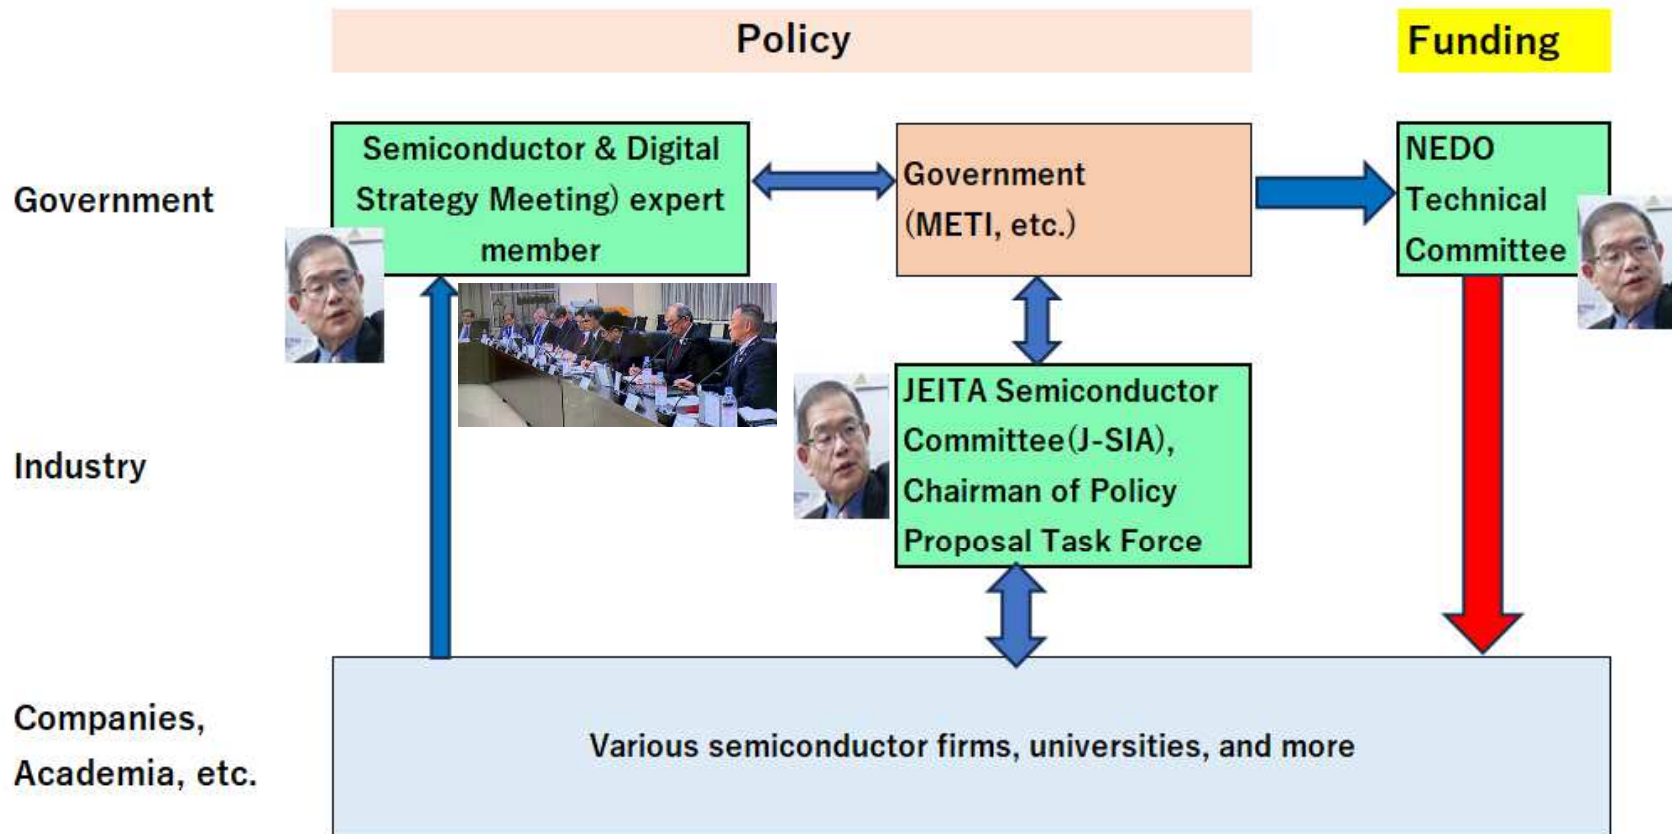 Policy
Funding
Government
Semiconductor & Digital
Strategy Meeting) expert
member
Government
(METI, etc.)
NEDO
Technical
Committee
Industry
JEITA Semiconductor
Committee(J-SIA),
Chairman of Policy
Proposal Task Force
Companies,
Academia, etc.
Various semiconductor firms, universities, and more